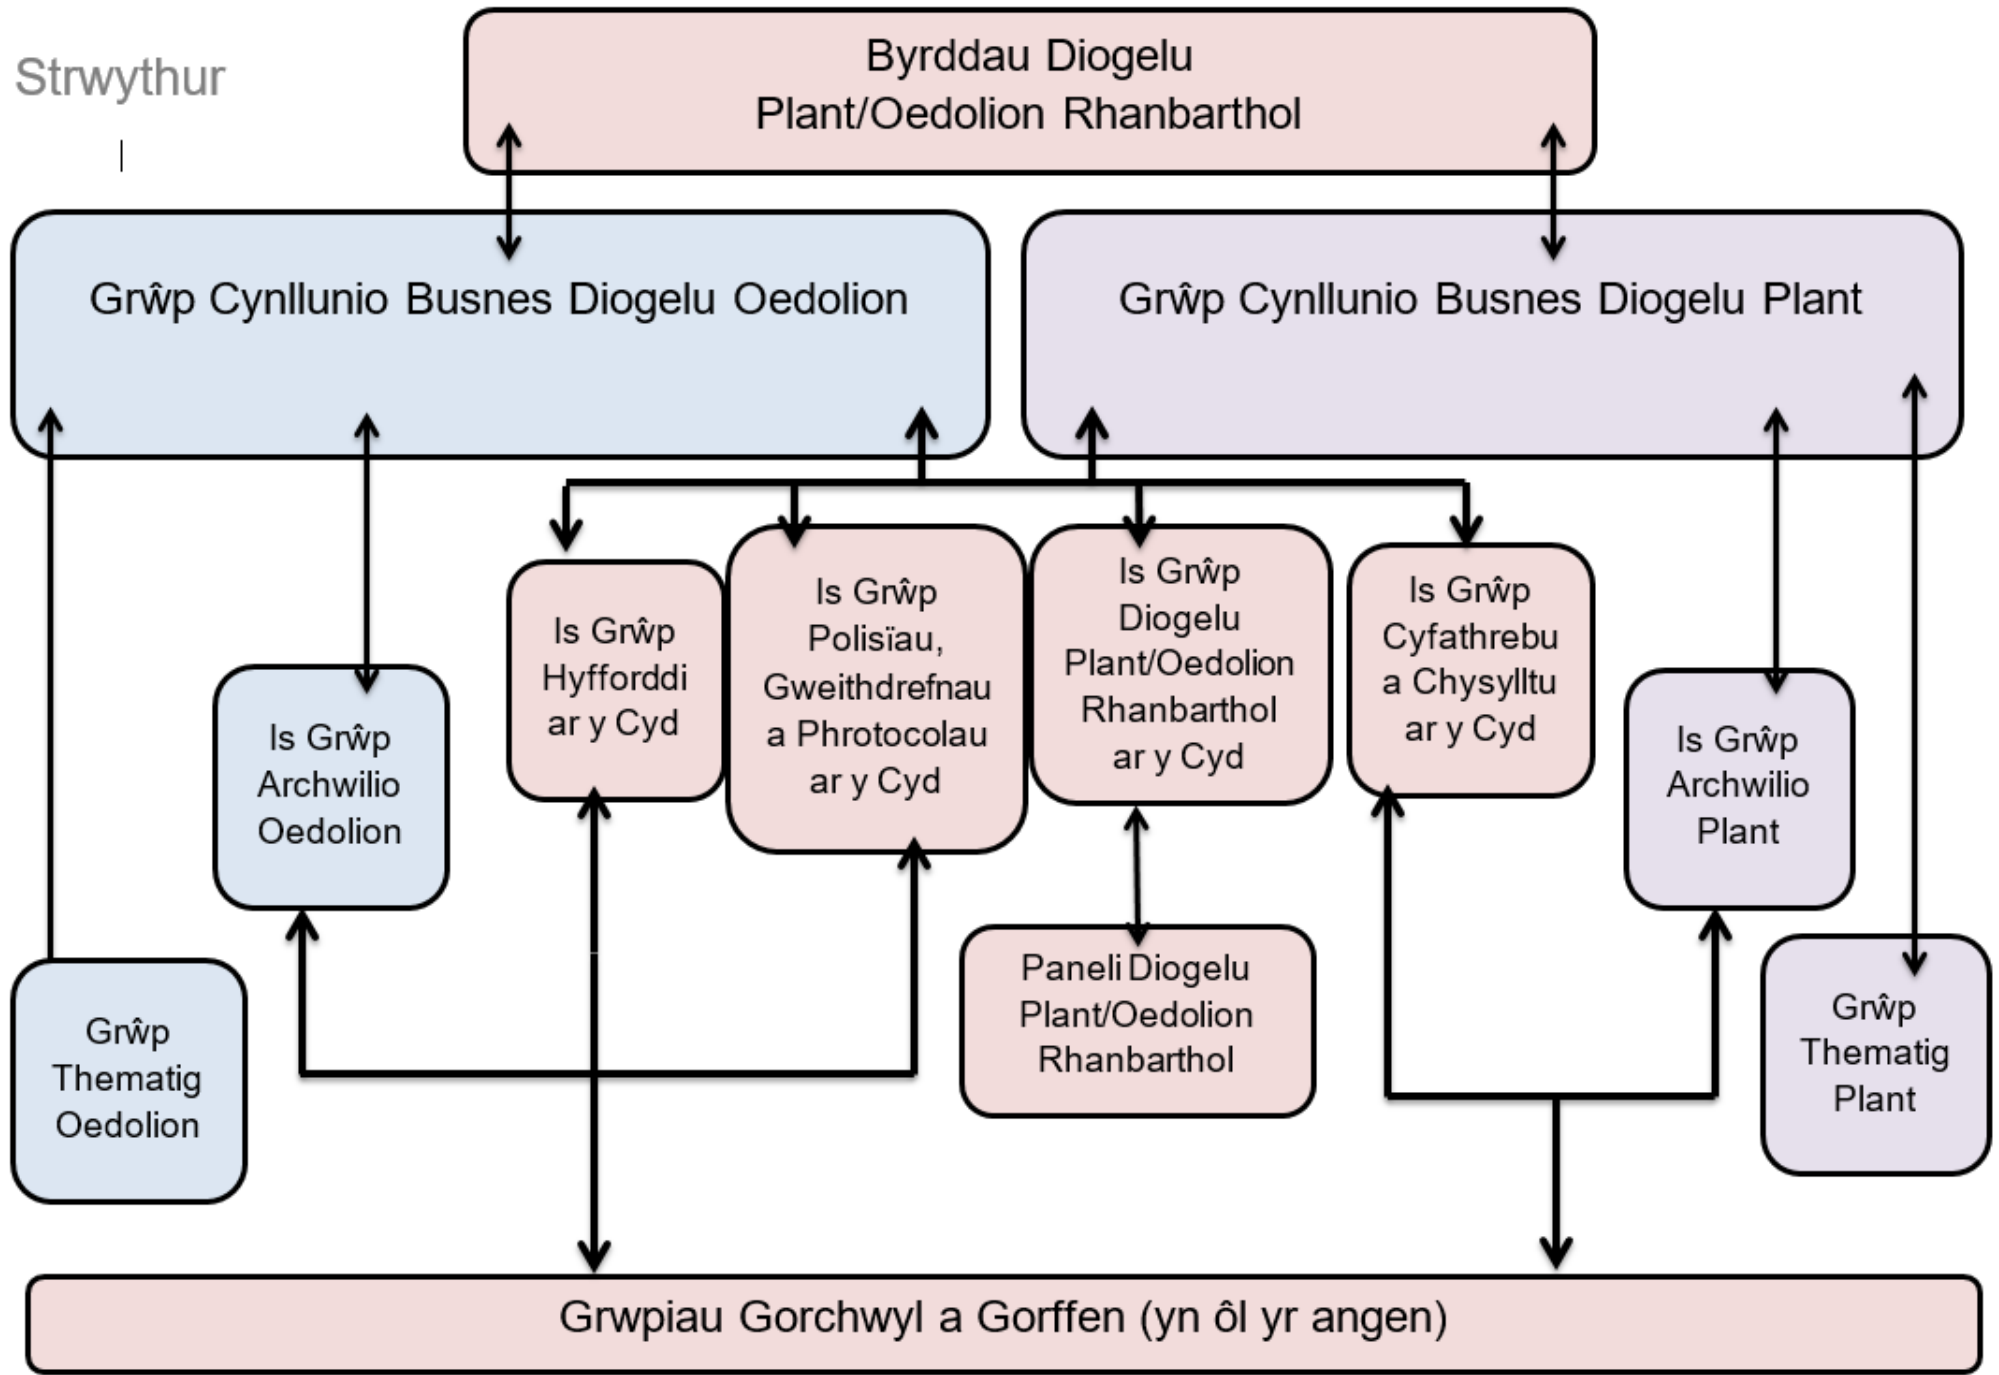 Strwythur
Byrddau Diogelu
Plant/Oedolion Rhanbarthol
Grŵp Cynllunio Busnes Diogelu Oedolion
Grŵp Cynllunio Busnes Diogelu Plant
Is Grŵp
Archwilio
Oedolion
Is Grŵp
Hyfforddi
ar y Cyd
Is Grŵp
Polisïau,
Gweithdrefnau
a Phrotocolau
ar y Cyd
Is Grŵp
Diogelu
Plant/Oedolion
Rhanbarthol
ar y Cyd
Is Grŵp
Cyfathrebu
a Chysylltu
ar y Cyd
Is Grŵp
Archwilio
Plant
Grŵp
Thematig
Oedolion
Paneli Diogelu
Plant/Oedolion
Rhanbarthol
Grŵp
Thematig
Plant
Grwpiau Gorchwyl a Gorffen (yn ôl yr angen)